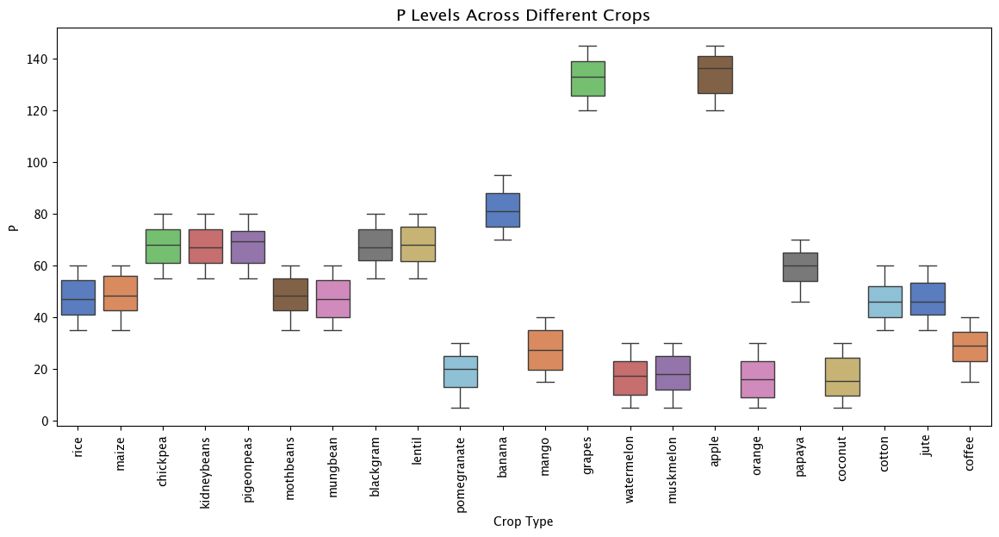 P Levels Across Different Crops
P
140
120
100
80
60
40
20
0
rice
maize
chickpea
kidneybeans
pigeonpeas
mothbeans
mungbean
blackgram
lentil
pomegranate
banana
mango
grapes
watermelon
muskmelon
apple
orange
papaya
coconut
cotton
jute
coffee
Crop Type